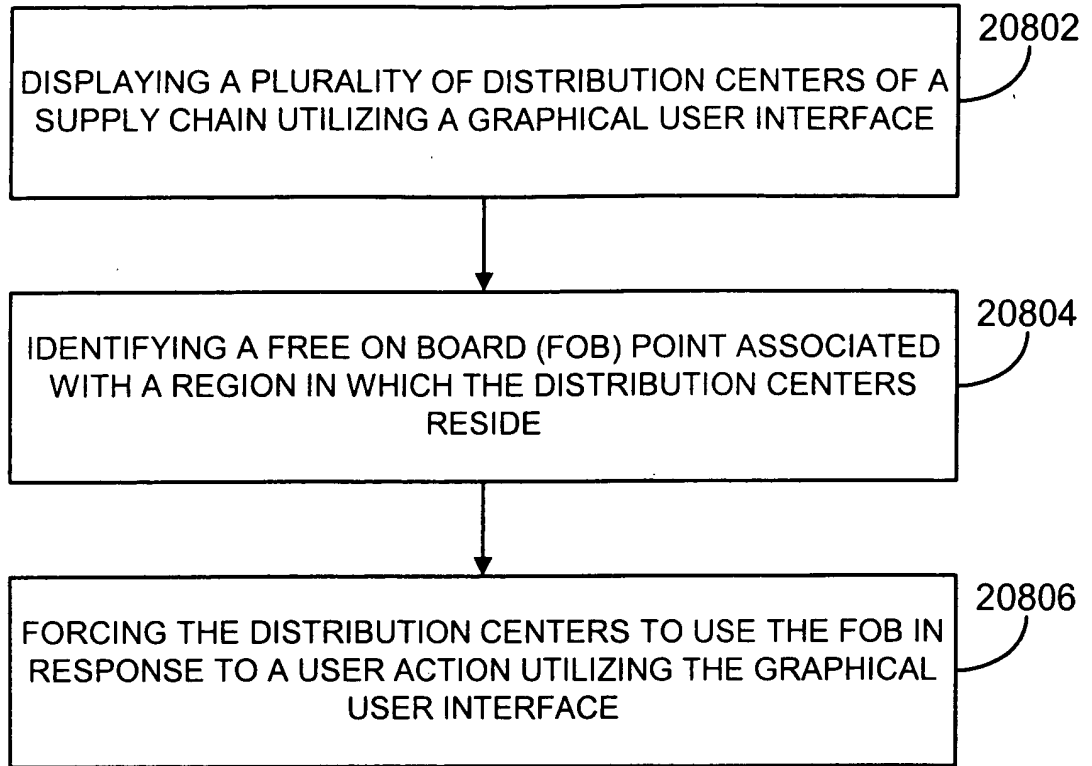 20802
DISPLAYING A PLURALITY OF DISTRIBUTION CENTERS OF A
SUPPLY CHAIN UTILIZING A GRAPHICAL USER INTERFACE
20804
IDENTIFYING A FREE ON BOARD (FOB) POINT ASSOCIATED
WITH A REGION IN WHICH THE DISTRIBUTION CENTERS
RESIDE
20806
FORCING THE DISTRIBUTION CENTERS TO USE THE FOB IN
RESPONSE TO A USER ACTION UTILIZING THE GRAPHICAL
USER INTERFACE